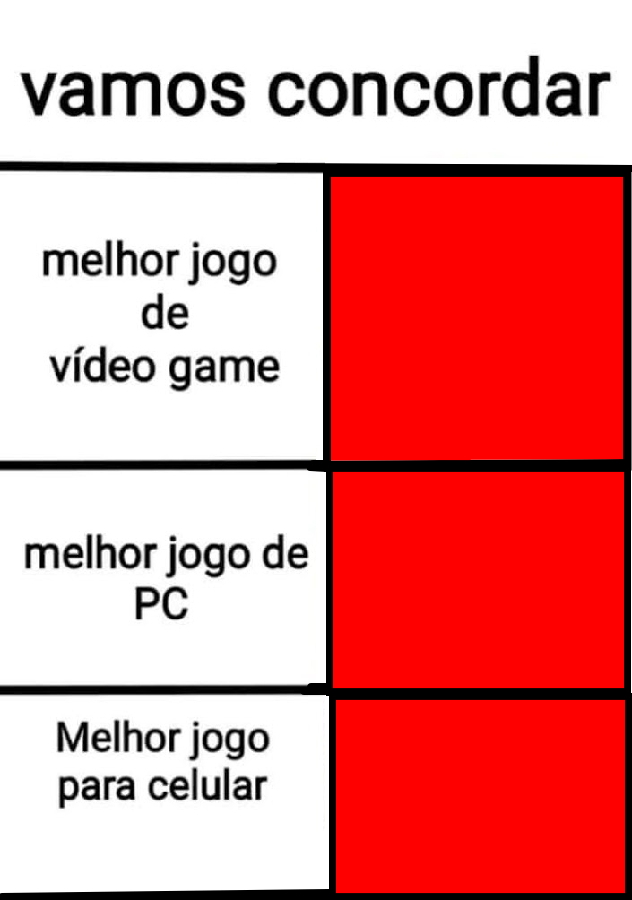 vamos concordar
melhor jogo
de
vídeo game
melhor jogo de
PC
Melhor jogo
para celular